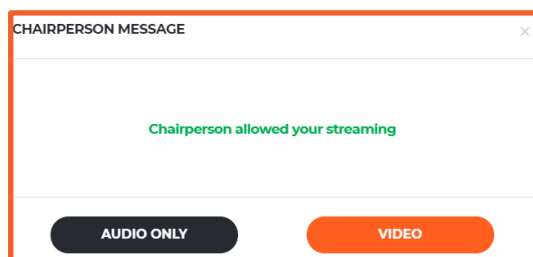 CHAIRPERSON MESSAGE
Chairperson allowed your streaming
AUDIO ONLY
VIDEO